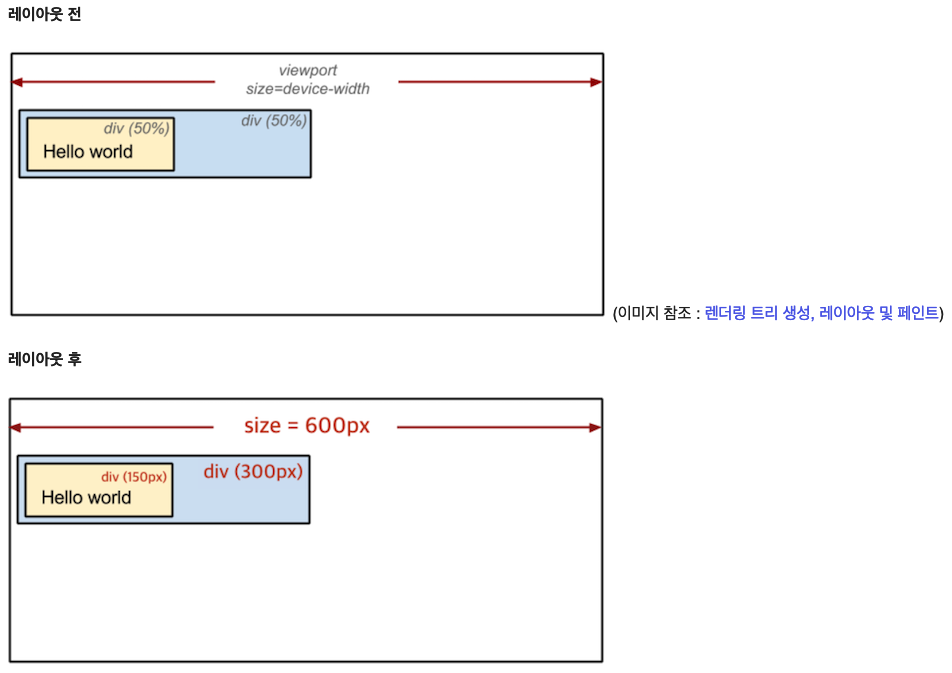 레이아웃 전
viewport
size=device-width
div (50%)
div (50%)
Hello world
(이미지 참조 : 렌더링 트리 생성, 레이아웃 및 페인트)
레이아웃 후
size = 600px
div (300px)
div (150px)
Hello world